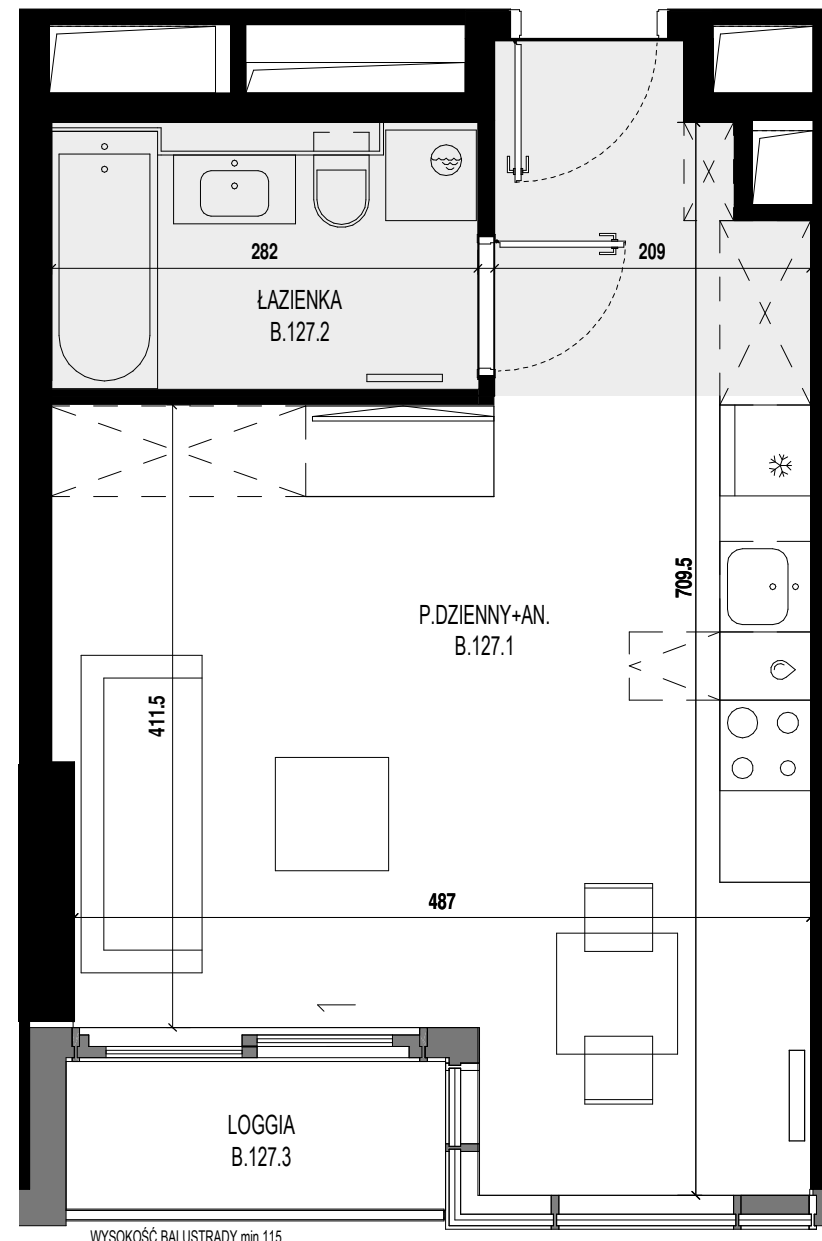 282
209
ŁAZIENKA
B.127.2
P.DZIENNY+AN.
B.127.1
709.5
411.5
487
LOGGIA
B.127.3
WYSOKOŚĆ BALUSTRADY min.115